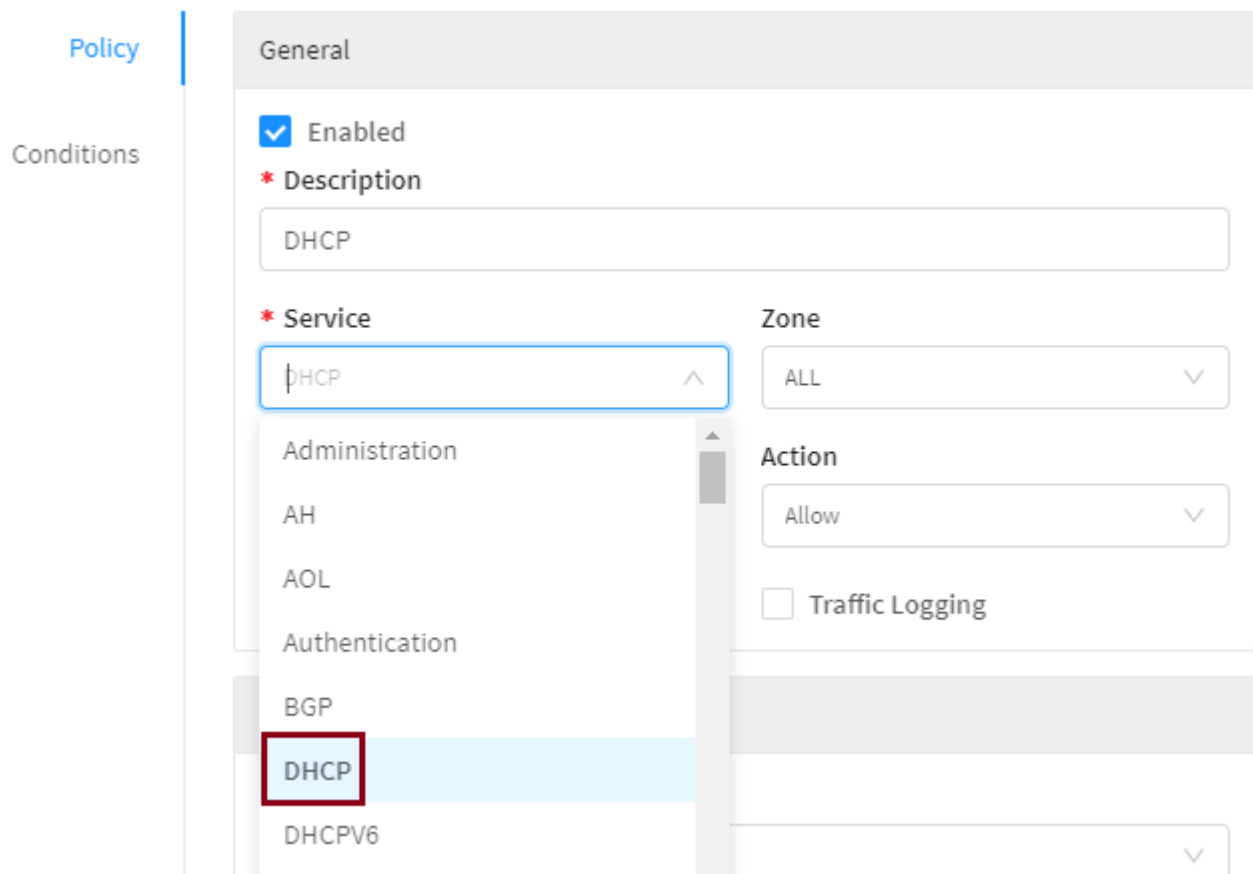 Policy
Conditions
General
Enabled
* Description
DHCP
* Service
Zone
DHCP
ALL
Administration
AH
AOL
Authentication
BGP
DHCP
DHCPV6
Action
Allow
Traffic Logging